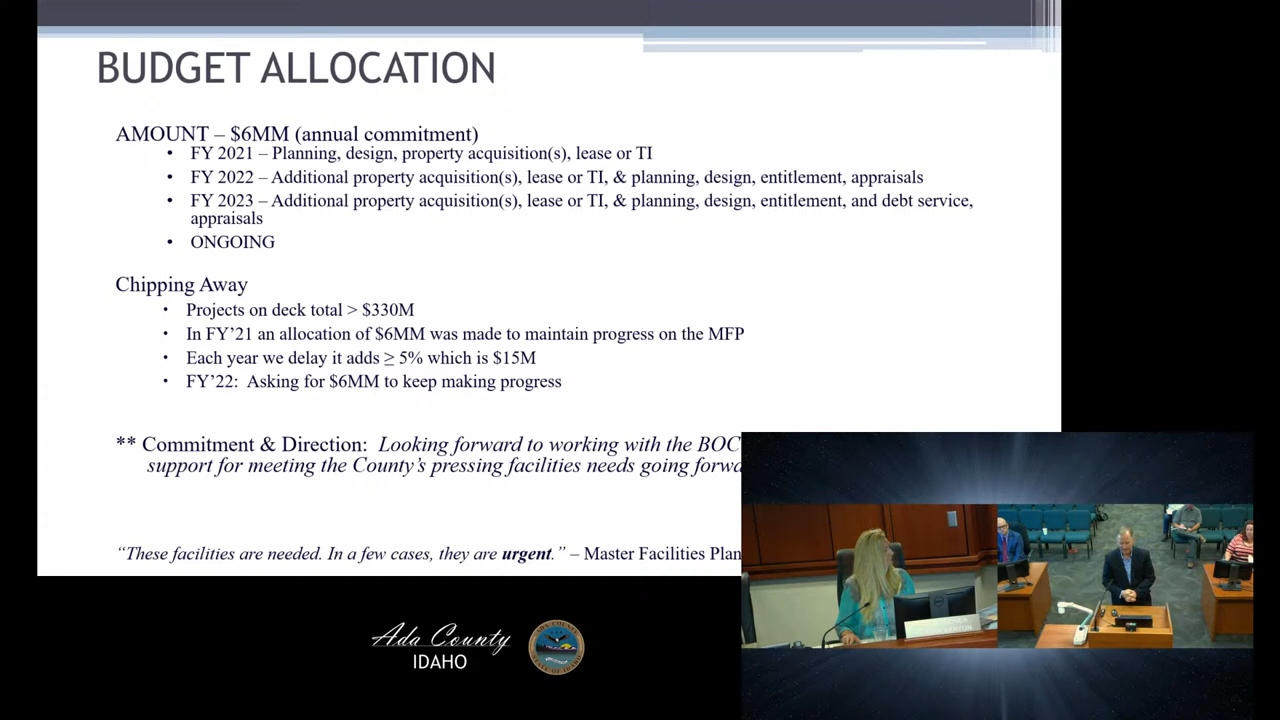 BUDGET ALLOCATION
AMOUNT – $6MM (annual commitment)
• FY 2021 – Planning, design, property acquisition(s), lease or TI
• FY 2022 – Additional property acquisition(s), lease or TI, & planning, design, entitlement, appraisals
• FY 2023 – Additional property acquisition(s), lease or TI, & planning, design, entitlement, and debt service,
appraisals
• ONGOING
Chipping Away
• Projects on deck total > $330M
• In FY’21 an allocation of $6MM was made to maintain progress on the MFP
• Each year we delay it adds ≥ 5% which is $15M
• FY’22: Asking for $6MM to keep making progress
** Commitment & Direction: Looking forward to working with the BOC
support for meeting the County’s pressing facilities needs going forwa
“These facilities are needed. In a few cases, they are urgent.” – Master Facilities Plan
Ada County
IDAHO